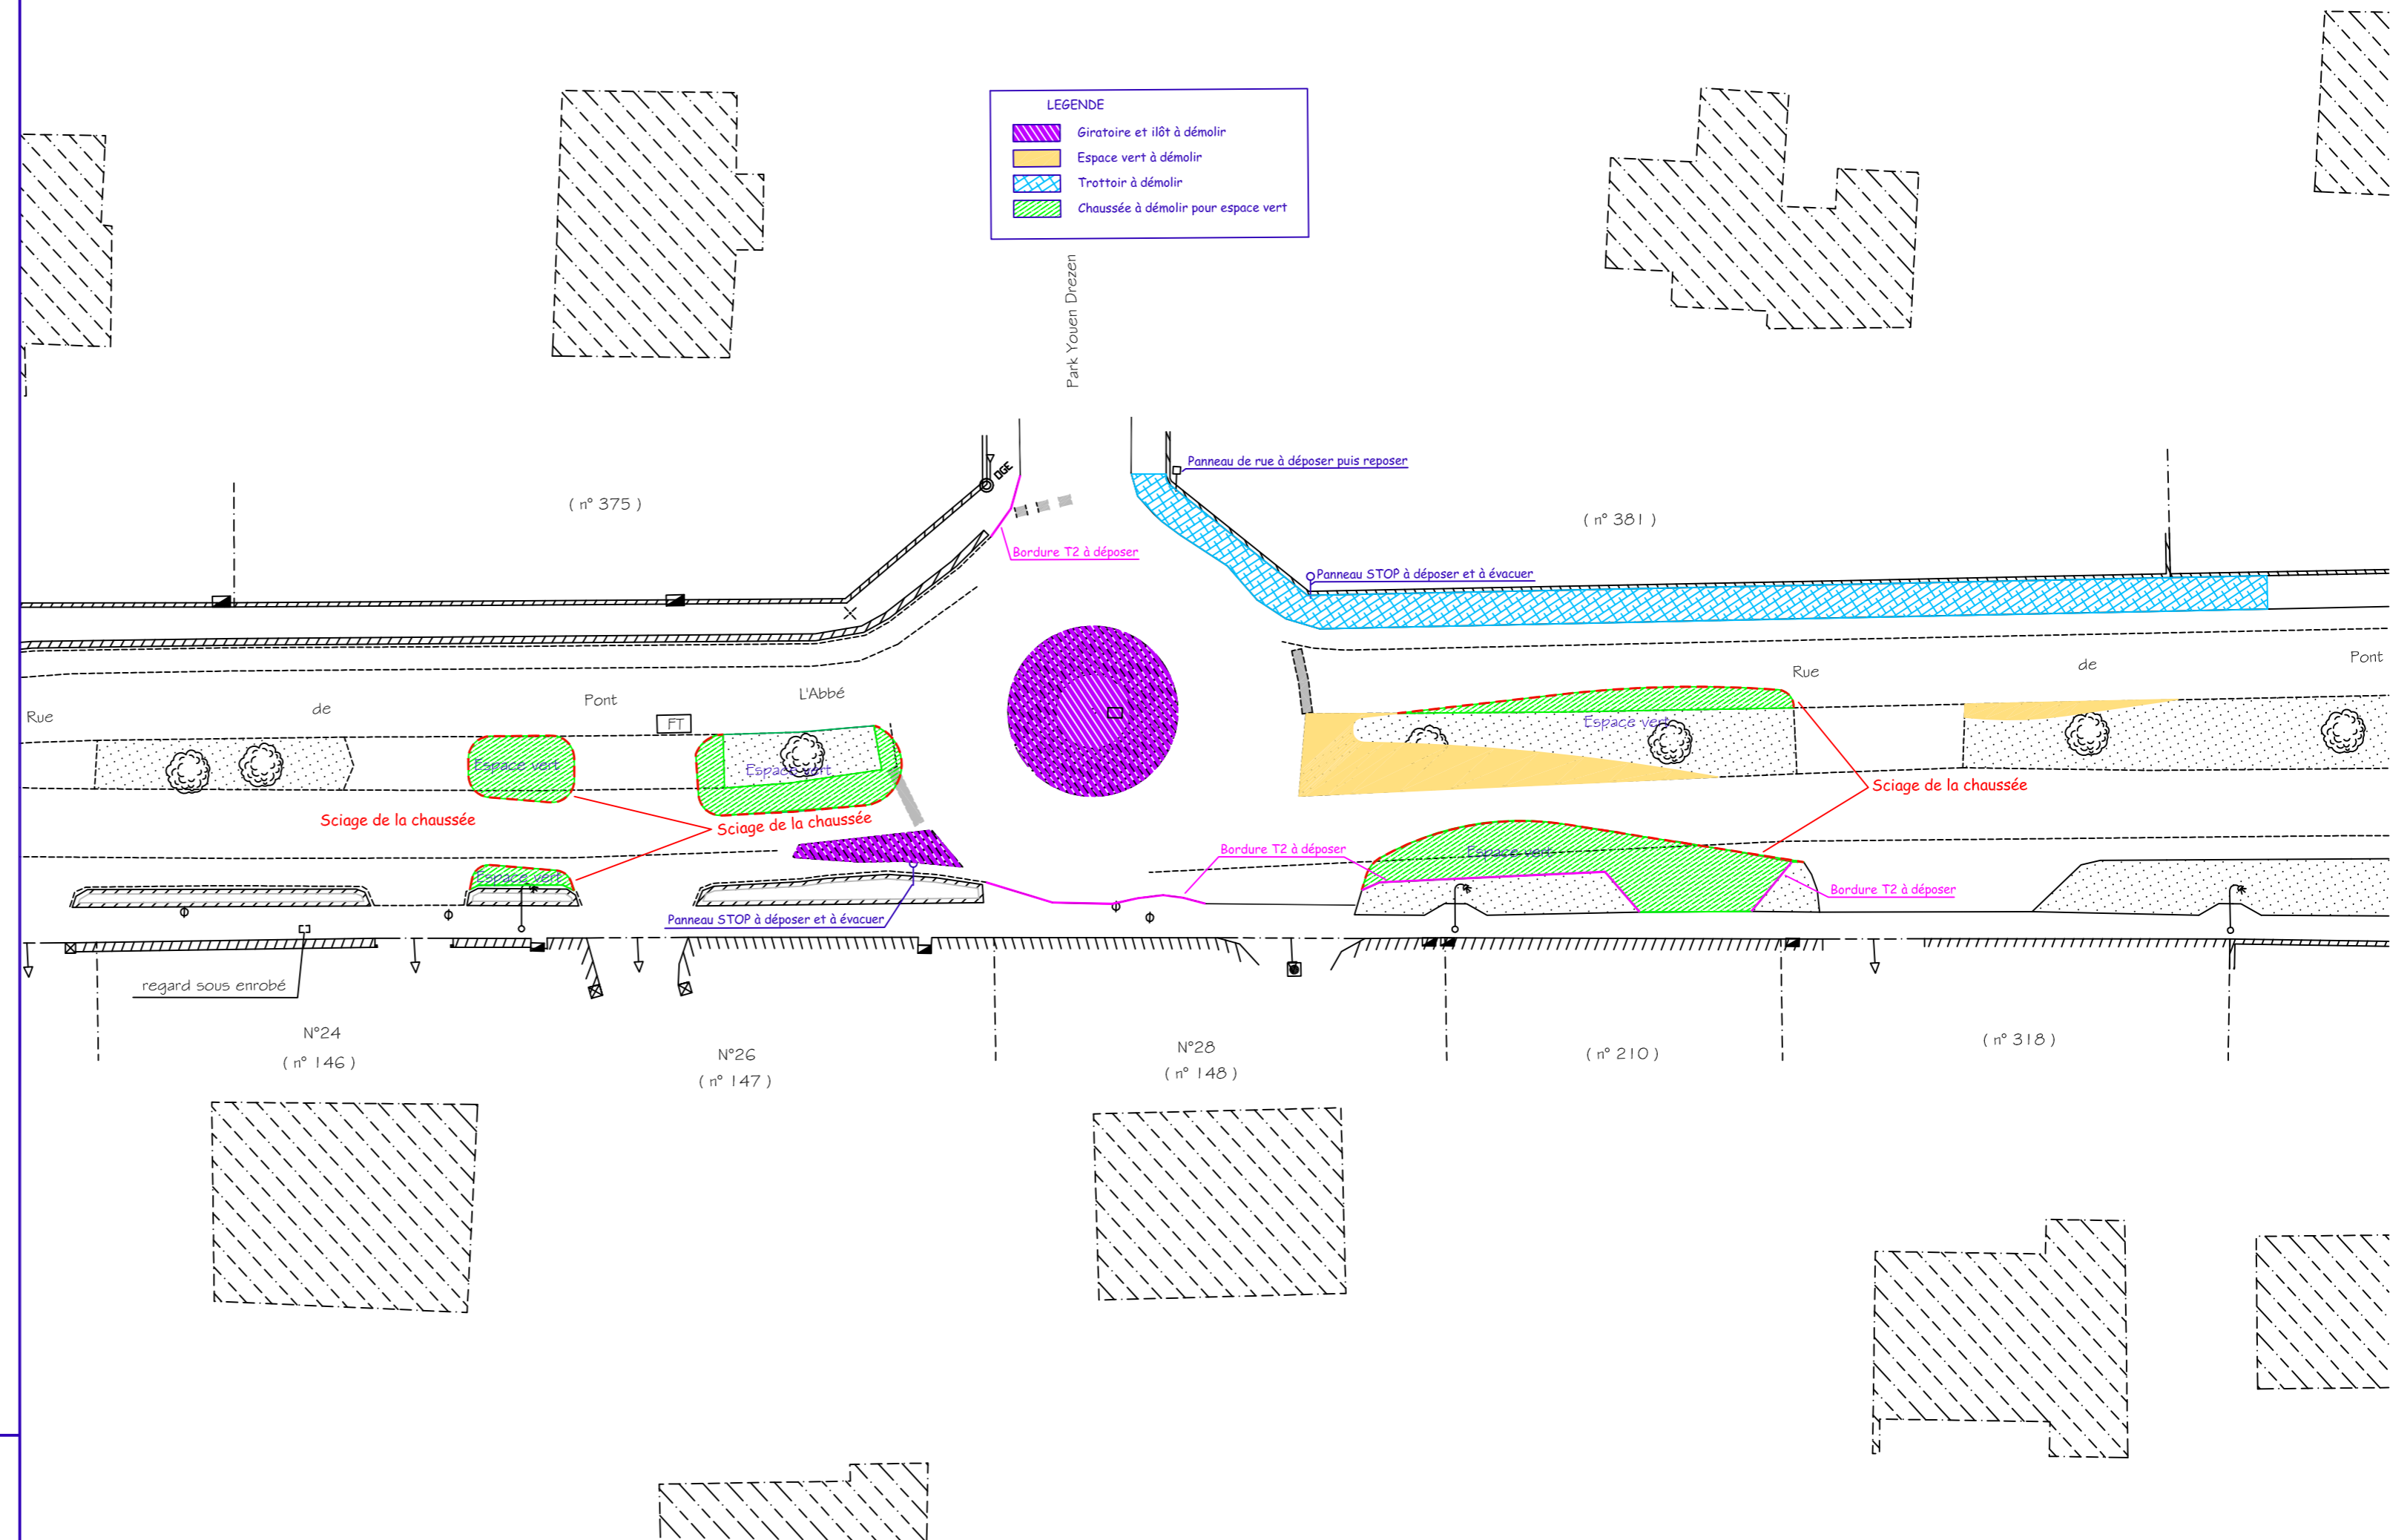 LEGENDE
Giratoire et ilôt à démolir
Espace vert à démolir
Trottoir à démolir
Chaussée à démolir pour espace vert
Park Youen Drezen
Panneau de rue à déposer puis reposer
DGE
( n° 375 )
( n° 381 )
Bordure T2 à déposer
Panneau STOP à déposer et à évacuer
Rue
de
Pont
L'Abbé
Rue
de
Pont
FT
Espace vert
Espace vert
Espace vert
Sciage de la chaussée
Sciage de la chaussée
Sciage de la chaussée
Bordure T2 à déposer
Espace vert
Espace vert
Bordure T2 à déposer
Panneau STOP à déposer et à évacuer
regard sous enrobé
N°24
( n° 146 )
N°26
( n° 147 )
N°28
( n° 148 )
( n° 210 )
( n° 318 )